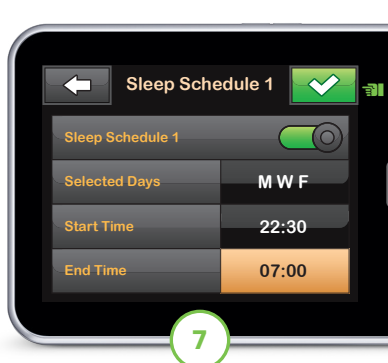 Sleep Schedule 1
Sleep Schedule 1
Selected Days M W F
Start Time 22:30
End Time 07:00
7